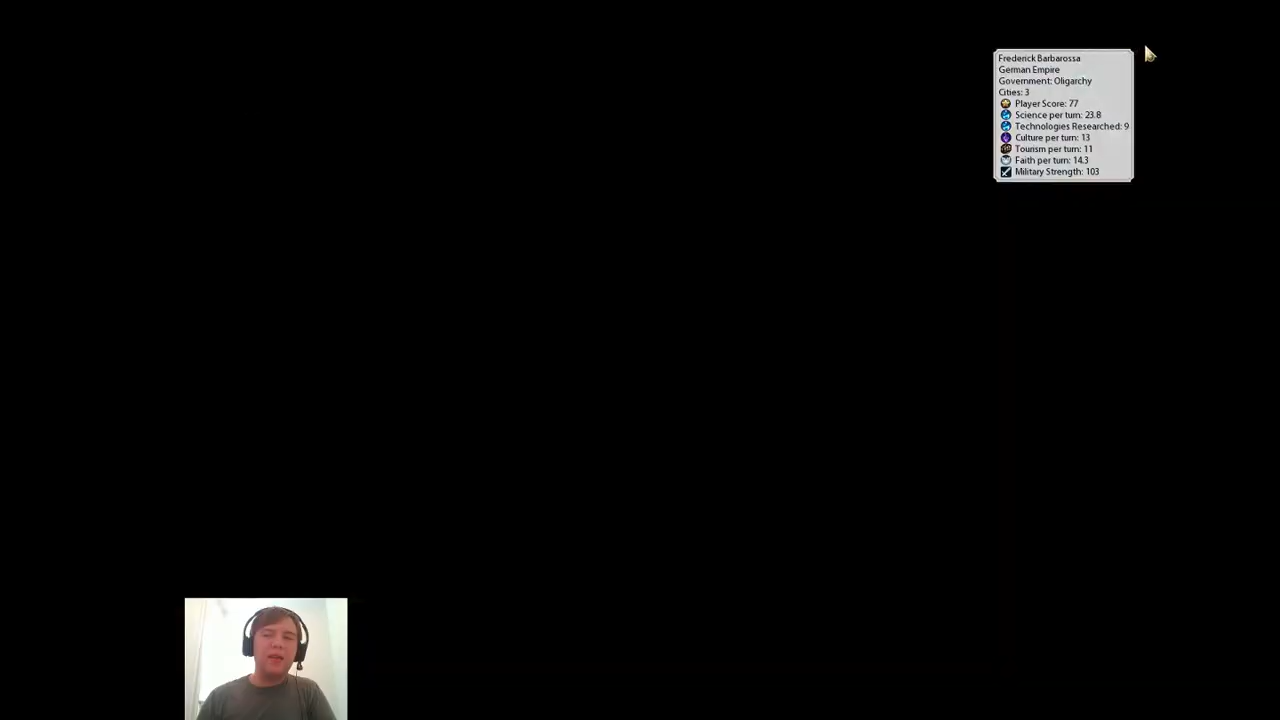 Frederick Barbarossa
German Empire
Government: Oligarchy
Cities: 3
Player Score: 77
Science per turn: 23.8
Technologies Researched: 9
Culture per turn: 13
Tourism per turn: 11
Faith per turn: 14.3
Military Strength: 103